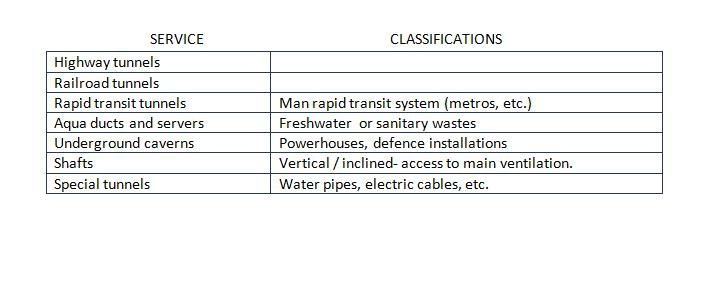 SERVICE CLASSIFICATIONS
Highway tunnels
Railroad tunnels
Rapid transit tunnels Man rapid transit system (metros, etc.)
Aqua ducts and servers Freshwater or sanitary wastes
Underground caverns Powerhouses, defence installations
Shafts Vertical / inclined- access to main ventilation.
Special tunnels Water pipes, electric cables, etc.